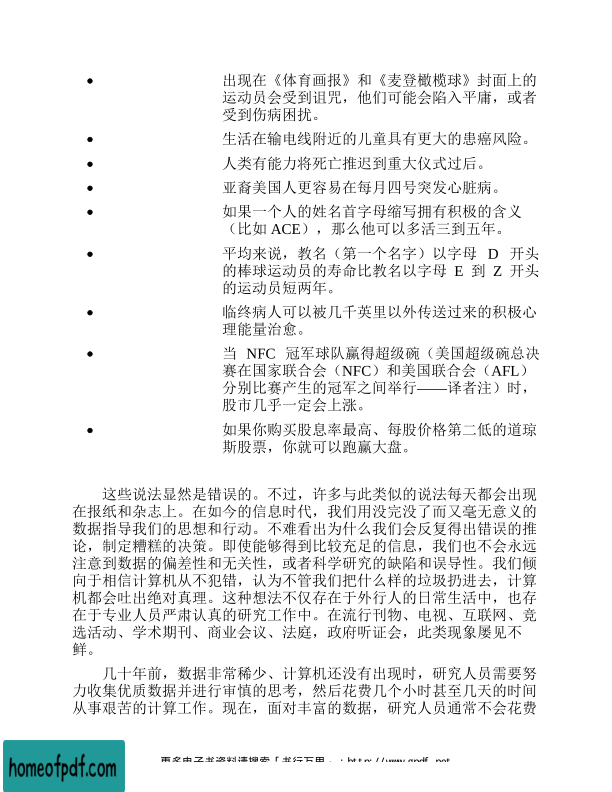 ● 出现在《体育画报》和《麦登橄榄球》封面上的
运动员会受到诅咒，他们可能会陷入平庸，或者
受到伤病困扰。
● 生活在输电线附近的儿童具有更大的患癌风险。
● 人类有能力将死亡推迟到重大仪式过后。
● 亚裔美国人更容易在每月四号突发心脏病。
● 如果一个人的姓名首字母缩写拥有积极的含义
（比如 ACE），那么他可以多活三到五年。
● 平均来说，教名（第一个名字）以字母 D 开头
的棒球运动员的寿命比教名以字母 E 到 Z 开头
的运动员短两年。
● 临终病人可以被几千英里以外传送过来的积极心
理能量治愈。
● 当 NFC 冠军球队赢得超级碗（美国超级碗总决
赛在国家联合会（NFC）和美国联合会（AFL）
分别比赛产生的冠军之间举行——译者注）时，
股市几乎一定会上涨。
● 如果你购买股息率最高、每股价格第二低的道琼
斯股票，你就可以跑赢大盘。
这些说法显然是错误的。不过，许多与此类似的说法每天都会出现
在报纸和杂志上。在如今的信息时代，我们用没完没了而又毫无意义的
数据指导我们的思想和行动。不难看出为什么我们会反复得出错误的推
论，制定糟糕的决策。即使能够得到比较充足的信息，我们也不会永远
注意到数据的偏差性和无关性，或者科学研究的缺陷和误导性。我们倾
向于相信计算机从不犯错，认为不管我们把什么样的垃圾扔进去，计算
机都会吐出绝对真理。这种想法不仅存在于外行人的日常生活中，也存
在于专业人员严肃认真的研究工作中。在流行刊物、电视、互联网、竞
选活动、学术期刊、商业会议、法庭，政府听证会，此类现象屡见不
鲜。
几十年前，数据非常稀少、计算机还没有出现时，研究人员需要努
力收集优质数据并进行审慎的思考，然后花费几个小时甚至几天的时间
从事艰苦的计算工作。现在，面对丰富的数据，研究人员通常不会花费
更多电子书资料请搜索「书行万里」：http://www.gpdf.net
homeofpdf.com